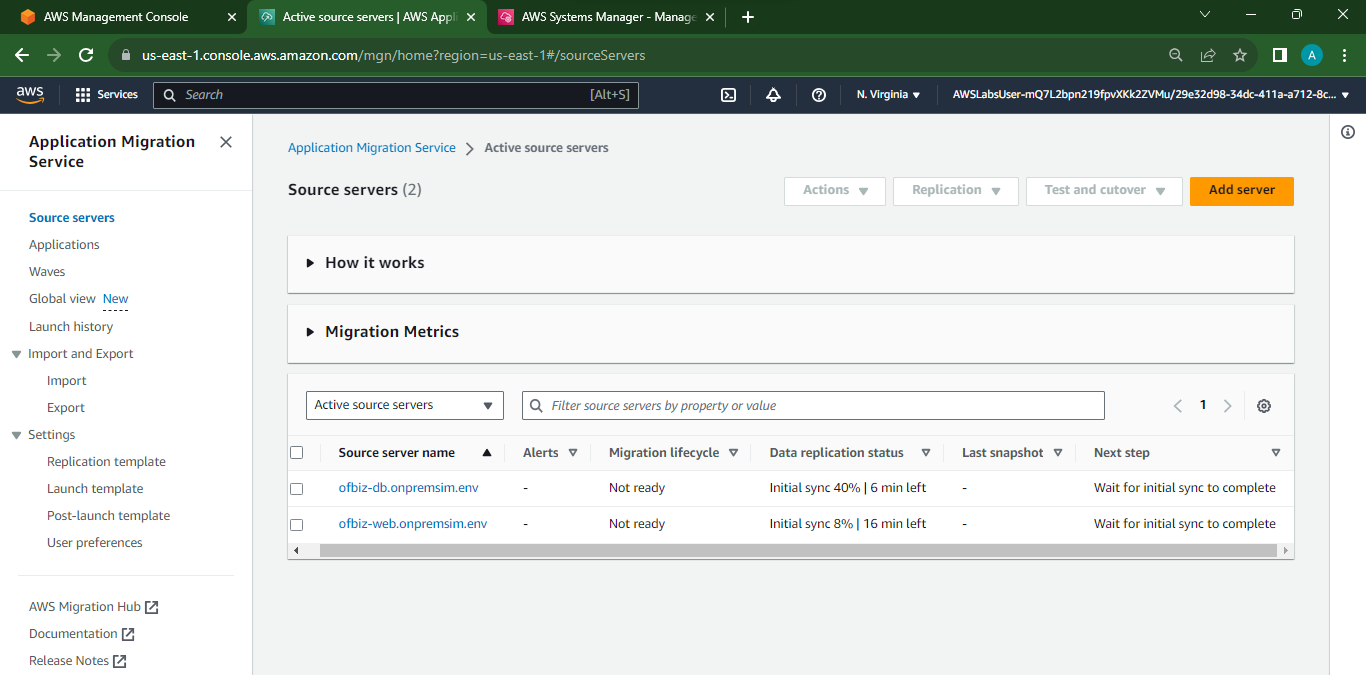 AWS Management Console
Active source servers | AWS Appli
AWS Systems Manager - Manage
us-east-1.console.aws.amazon.com/mgn/home?region=us-east-1#/sourceServers
A
aws
Services
Search
[Alt+S]
N. Virginia
AWSLabsUser-mQ7L2bpn219fpvXKk2ZVMu/29e32d98-34dc-411a-a712-8c...
Application Migration
Service
Source servers
Applications
Waves
Global view New
Launch history
Import and Export
Import
Export
Settings
Replication template
Launch template
Post-launch template
User preferences
AWS Migration Hub
Documentation
Release Notes
Application Migration Service > Active source servers
Source servers (2)
Actions
Replication
Test and cutover
Add server
How it works
Migration Metrics
Active source servers
Filter source servers by property or value
1
Source server name Alerts Migration lifecycle Data replication status Last snapshot Next step
ofbiz-db.onpremsim.env - Not ready Initial sync 40% | 6 min left - Wait for initial sync to complete
ofbiz-web.onpremsim.env - Not ready Initial sync 8% | 16 min left - Wait for initial sync to complete